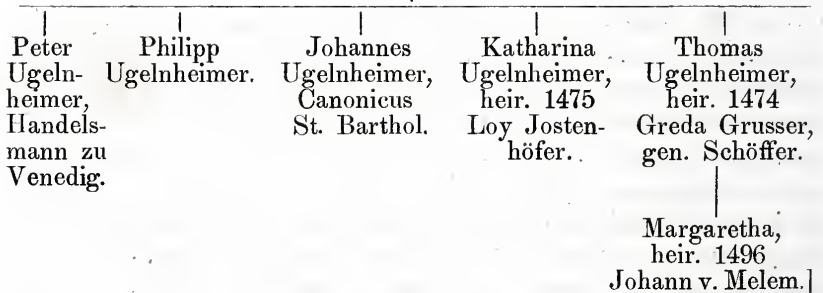 Peter
Ugeln-
heimer,
Handels-
mann zu
Venedig.
Philipp
Ugelnheimer.
Johannes
Ugelnheimer,
Canonicus
St. Barthol.
Katharina
Ugelnheimer,
heir. 1475
Loy Josten-
höfer.
Thomas
Ugelnheimer,
heir. 1474
Greda Grusser,
gen. Schöffer.
Margaretha,
heir. 1496
Johann v. Melem.]